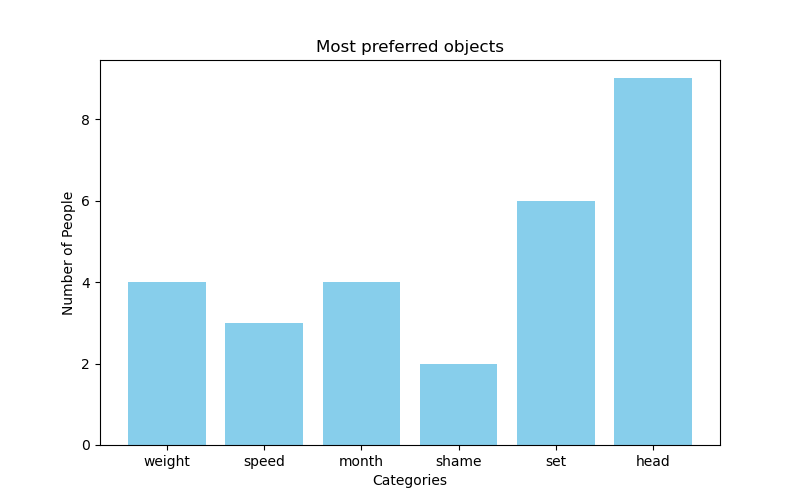 Most preferred objects
Number of People
8
6
4
2
0
weight speed month shame set head
Categories